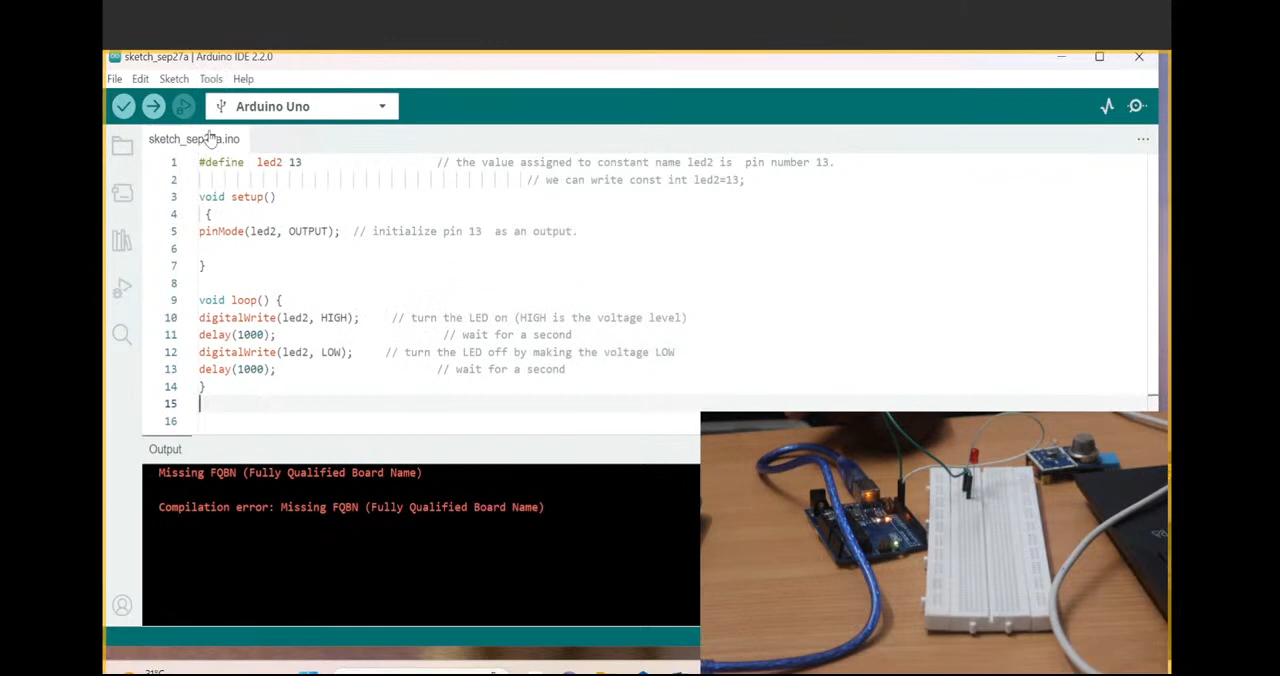 sketch_sep27a | Arduino IDE 2.2.0
File Edit Sketch Tools Help
Arduino Uno
1 #define led2 13 // the value assigned to constant name led2 is pin number 13.
2 // we can write const int led2=13;
3 void setup()
4 {
5 pinMode(led2, OUTPUT); // initialize pin 13 as an output.
6
7 }
8
9 void loop() {
10 digitalWrite(led2, HIGH); // turn the LED on (HIGH is the voltage level)
11 delay(1000); // wait for a second
12 digitalWrite(led2, LOW); // turn the LED off by making the voltage LOW
13 delay(1000); // wait for a second
14 }
15
16
Output
Missing FQBN (Fully Qualified Board Name)
Compilation error: Missing FQBN (Fully Qualified Board Name)